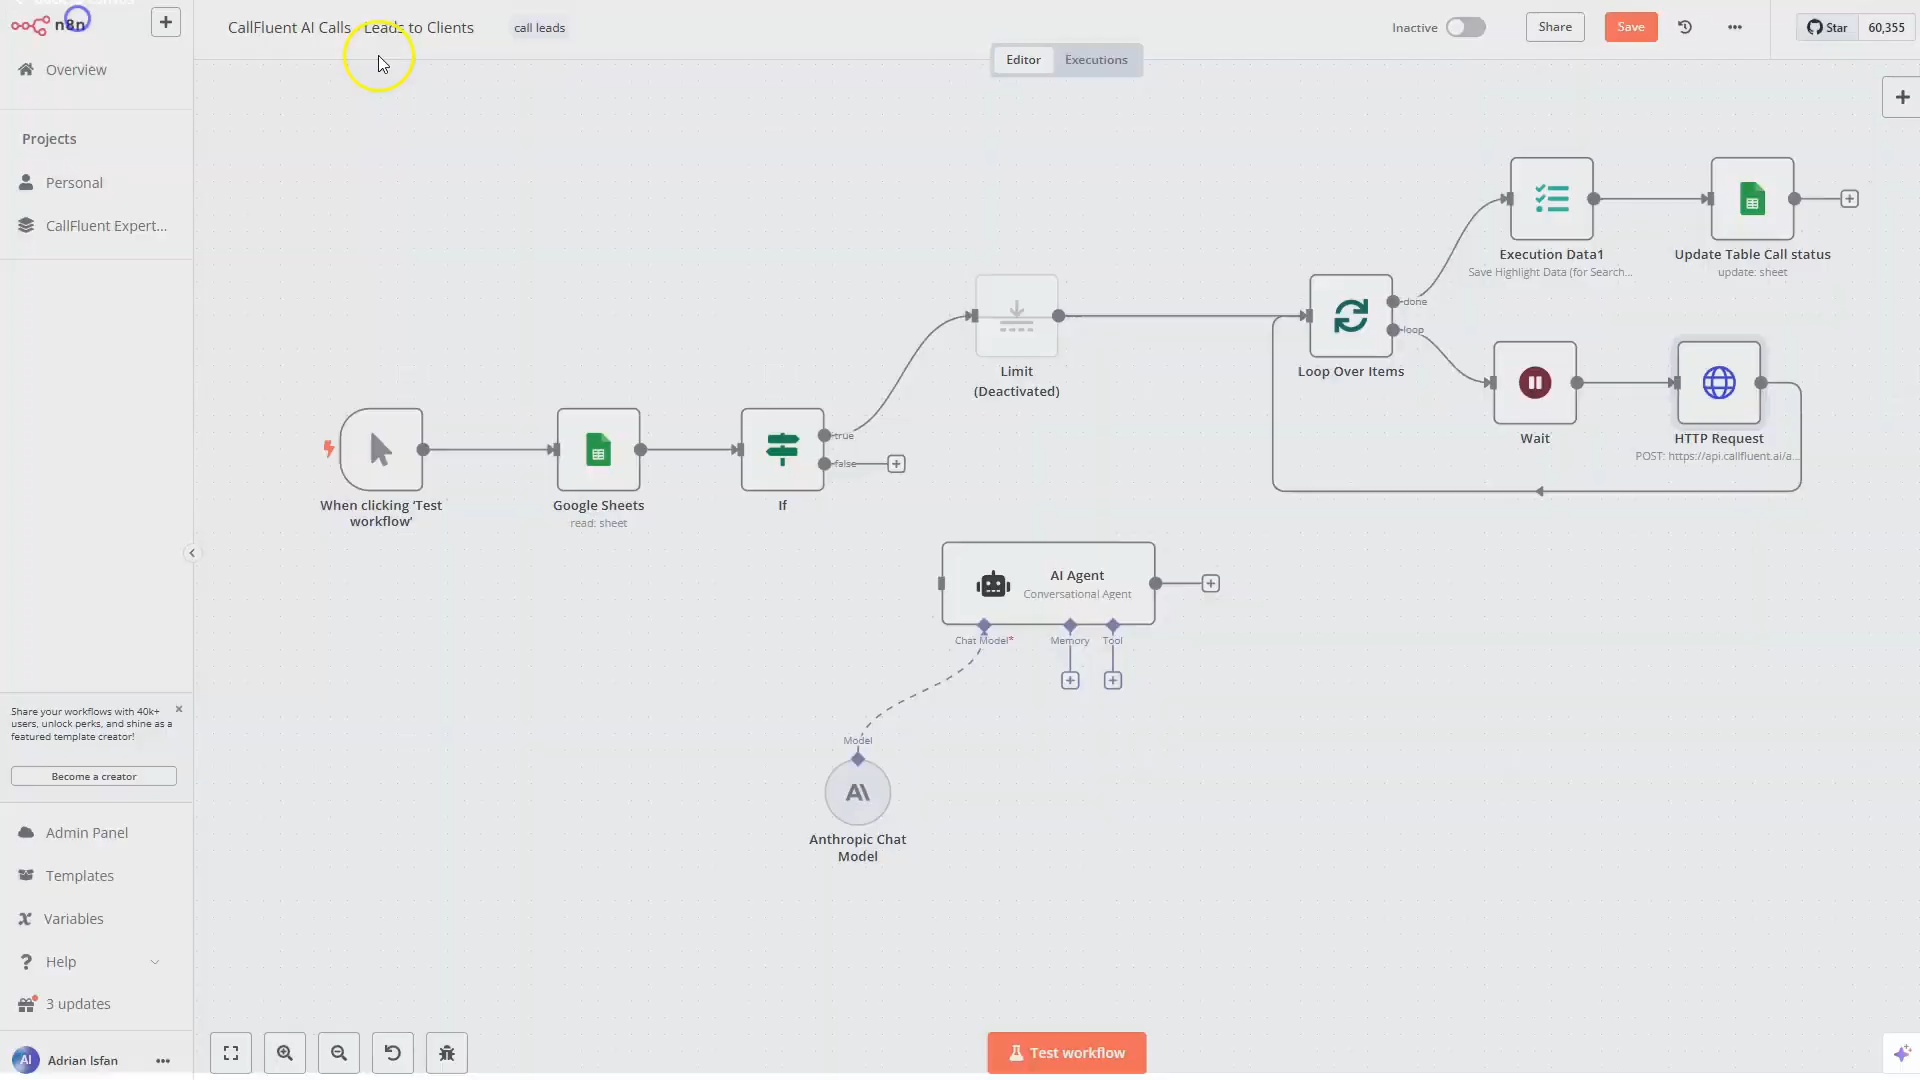 n8n
CallFluent AI Calls - Leads to Clients
call leads
Inactive
Share
Save
Star
60,355
Editor
Executions
Overview
Projects
Personal
CallFluent Expert...
Execution Data1
Save Highlight Data (for Search...
Update Table Call status
update: sheet
done
loop
Limit
(Deactivated)
Loop Over Items
Wait
HTTP Request
POST: https://api.callfluent.ai/a...
true
false
When clicking ‘Test
workflow’
Google Sheets
read: sheet
If
AI Agent
Conversational Agent
Chat Model*
Memory
Tool
Model
Anthropic Chat
Model
Share your workflows with 40k+
users, unlock perks, and shine as a
featured template creator!
Become a creator
Admin Panel
Templates
Variables
Help
3 updates
AI
Adrian Isfan
Test workflow